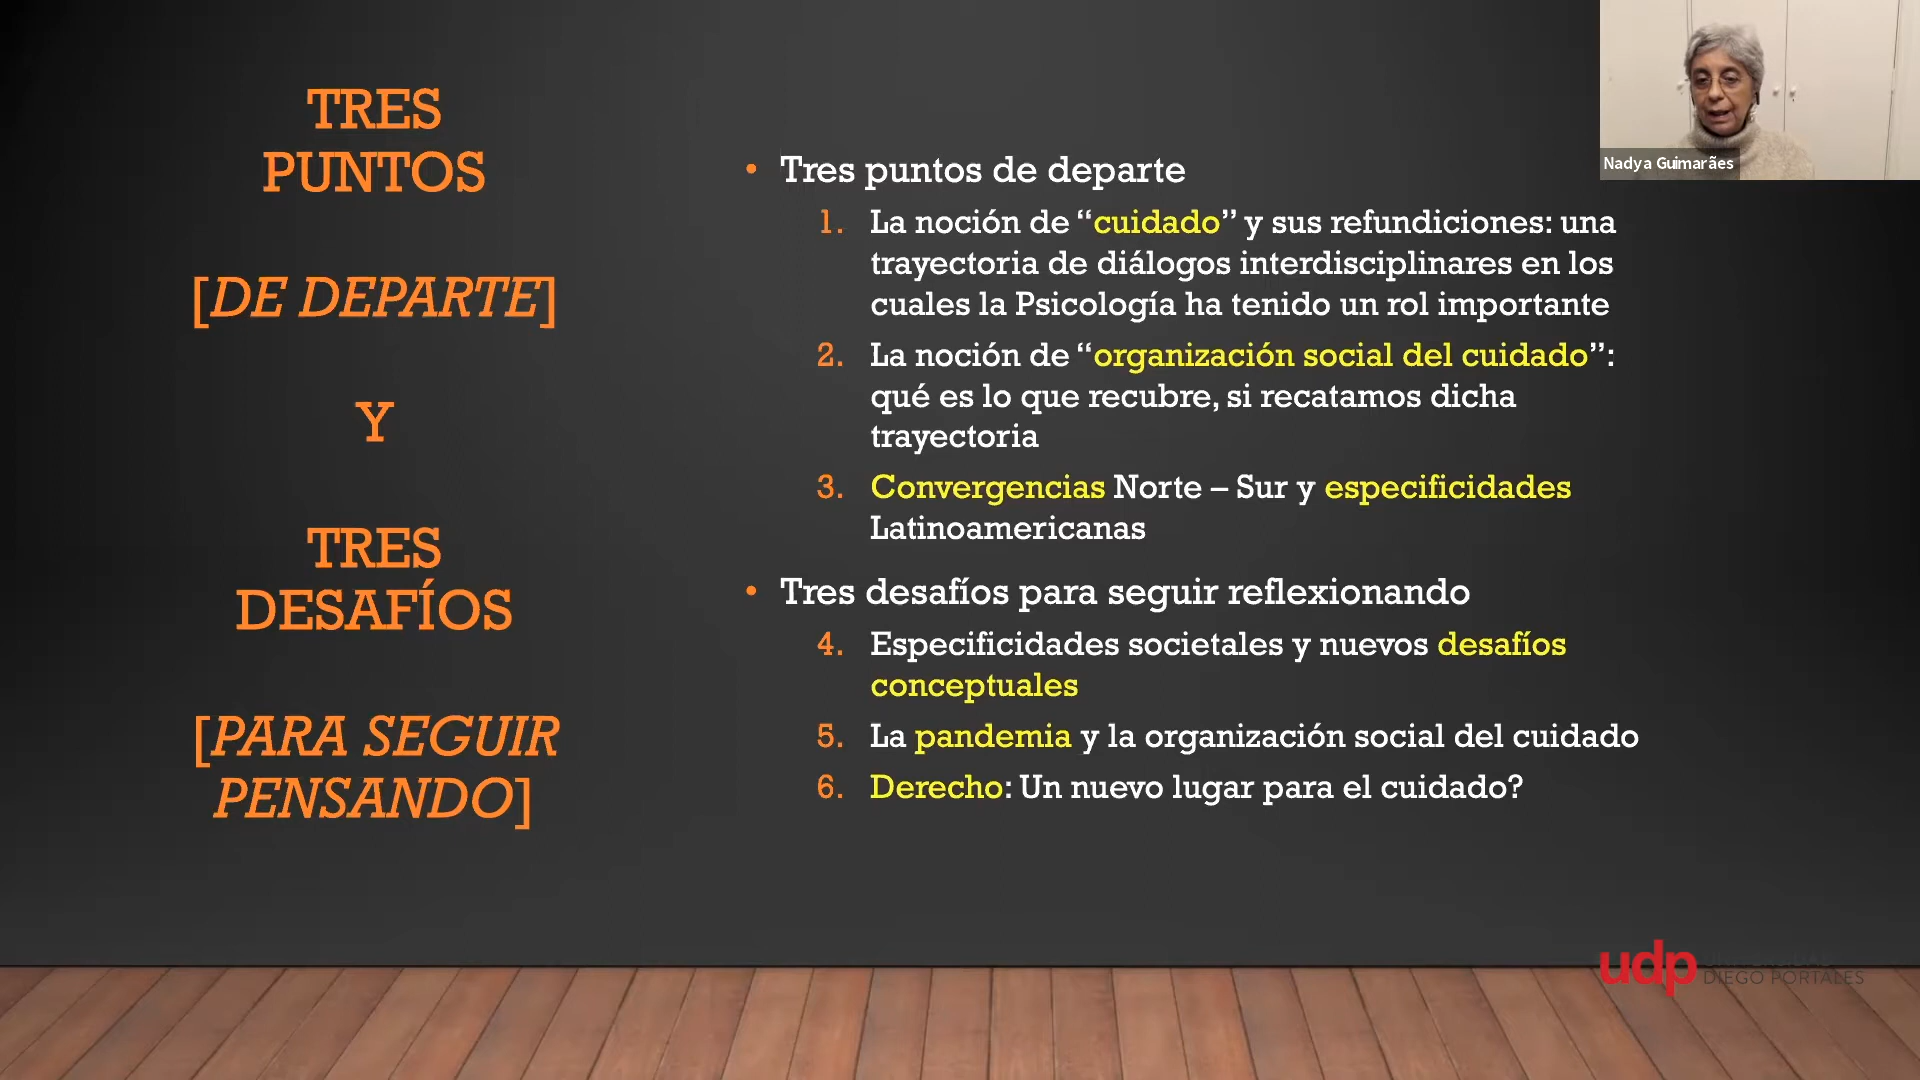 TRES
PUNTOS
[DE DEPARTE]
Y
TRES
DESAFÍOS
[PARA SEGUIR
PENSANDO]
• Tres puntos de departe
1. La noción de “cuidado” y sus refundiciones: una
trayectoria de diálogos interdisciplinares en los
cuales la Psicología ha tenido un rol importante
2. La noción de “organización social del cuidado”:
qué es lo que recubre, si recatamos dicha
trayectoria
3. Convergencias Norte – Sur y especificidades
Latinoamericanas
• Tres desafíos para seguir reflexionando
4. Especificidades societales y nuevos desafíos
conceptuales
5. La pandemia y la organización social del cuidado
6. Derecho: Un nuevo lugar para el cuidado?
Nadya Guimarães
udp
DIEGO PORTALES